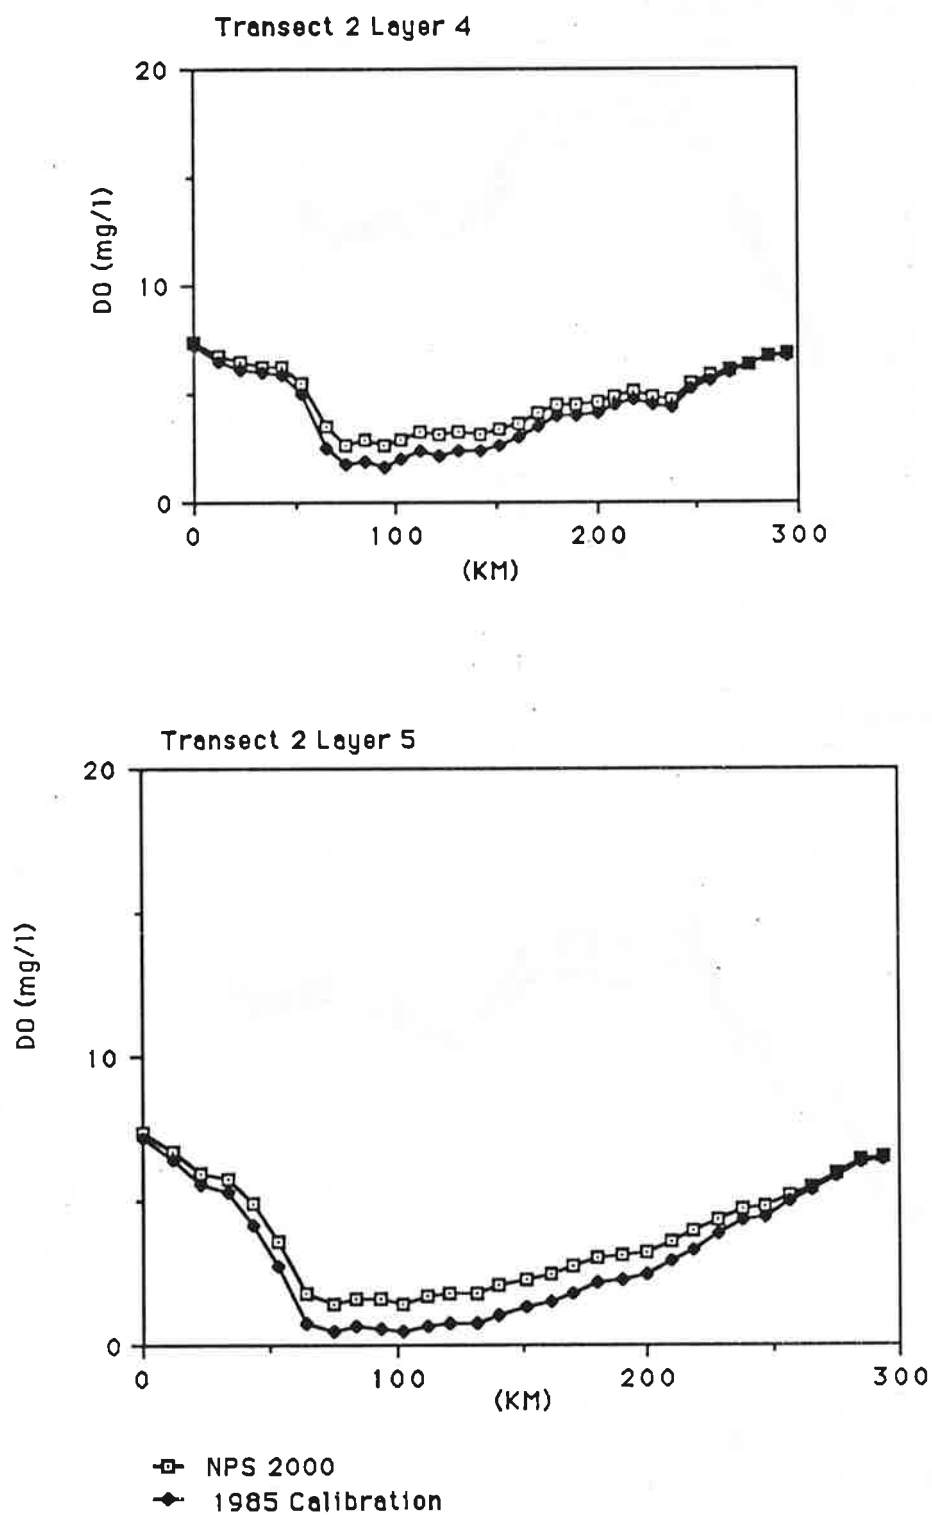 Transect 2 Layer 4
20
10
0
DO (mg/l)
0 100 200 300
(KM)
Transect 2 Layer 5
20
10
0
DO (mg/l)
0 100 200 300
(KM)
NPS 2000
1985 Calibration